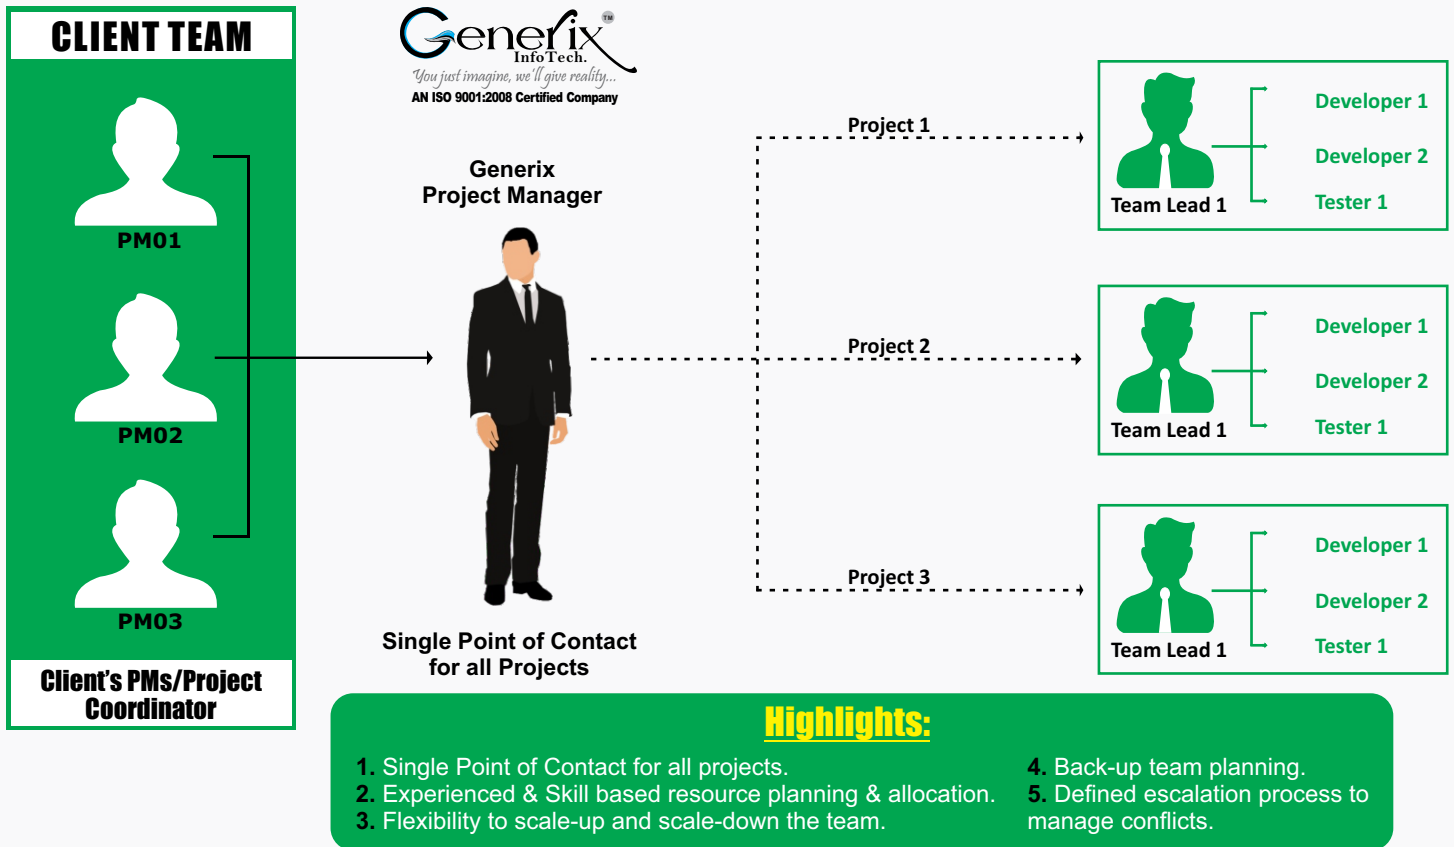 CLIENT TEAM
PM01
PM02
PM03
Client's PMs/Project
Coordinator
Generix
TM
InfoTech.
You just imagine, we'll give reality...
AN ISO 9001:2008 Certified Company
Generix
Project Manager
Single Point of Contact
for all Projects
Project 1
Project 2
Project 3
Team Lead 1
Developer 1
Developer 2
Tester 1
Team Lead 1
Developer 1
Developer 2
Tester 1
Team Lead 1
Developer 1
Developer 2
Tester 1
Highlights:
1. Single Point of Contact for all projects.
2. Experienced & Skill based resource planning & allocation.
3. Flexibility to scale-up and scale-down the team.
4. Back-up team planning.
5. Defined escalation process to
manage conflicts.